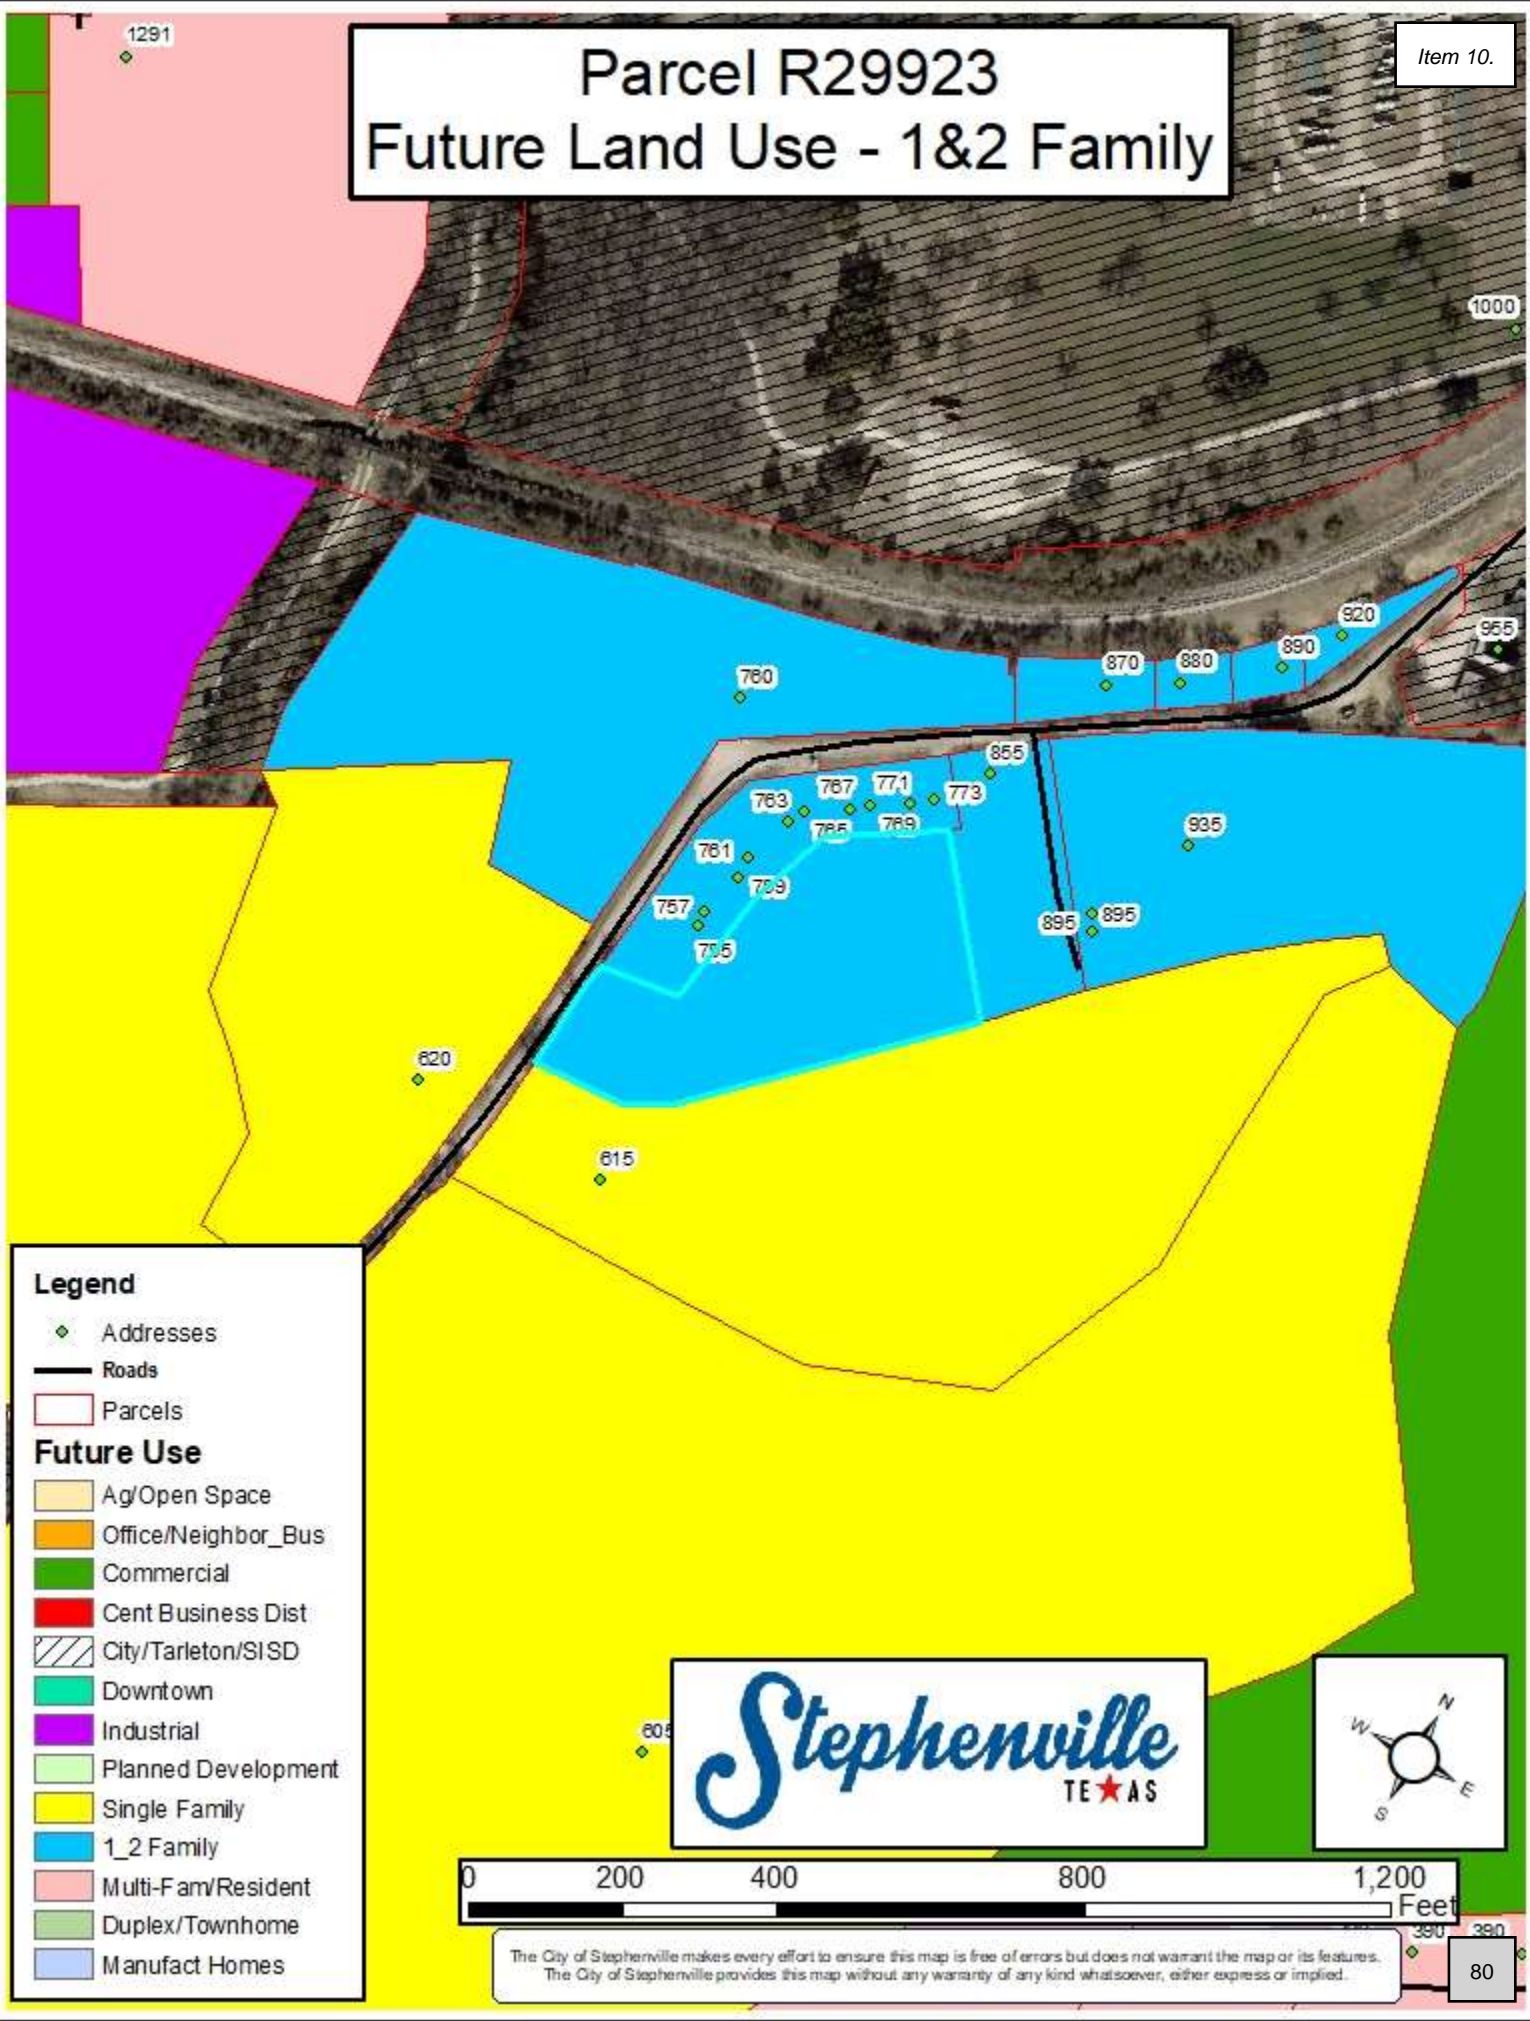 1291
Parcel R29923
Future Land Use - 1&2 Family
Item 10.
1000
920
955
890
880
870
760
855
773
771
767
763
769
765
761
759
757
755
935
895
895
620
615
Legend
Addresses
Roads
Parcels
Future Use
Ag/Open Space
Office/Neighbor_Bus
Commercial
Cent Business Dist
City/Tarleton/SISD
Downtown
Industrial
Planned Development
Single Family
1_2 Family
Multi-Fam/Resident
Duplex/Townhome
Manufact Homes
605
Stephenville
TEXAS
N
W
E
S
0 200 400 800 1,200
Feet
390 390
The City of Stephenville makes every effort to ensure this map is free of errors but does not warrant the map or its features.
The City of Stephenville provides this map without any warranty of any kind whatsoever, either express or implied.
80